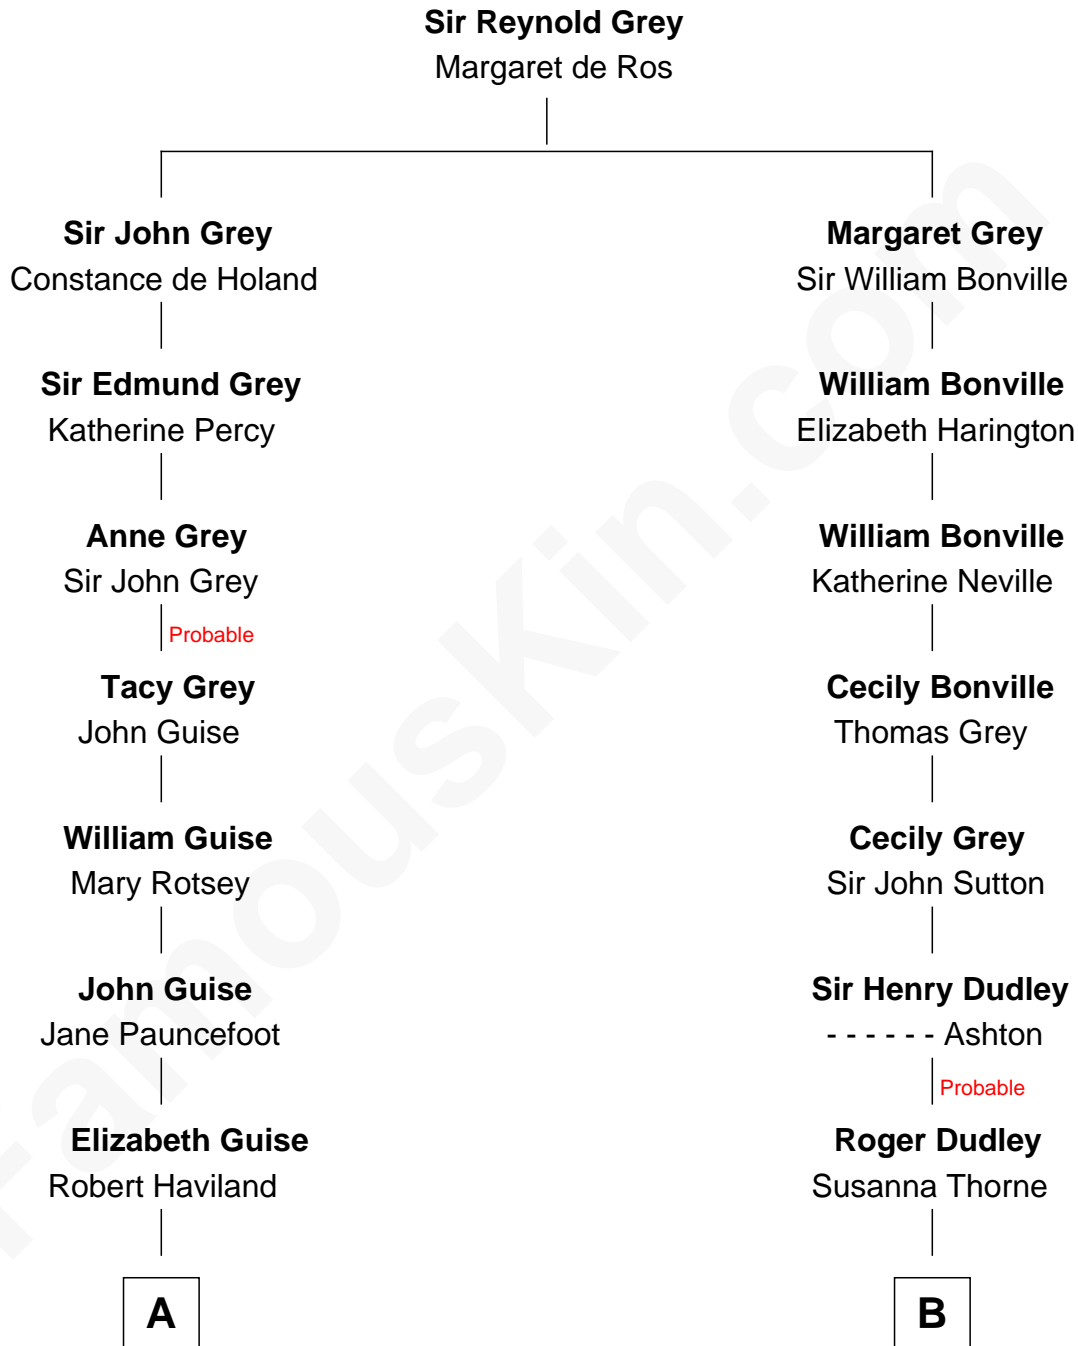 Sir Reynold Grey
Margaret de Ros
Sir John Grey
Constance de Holand
Margaret Grey
Sir William Bonville
Sir Edmund Grey
Katherine Percy
William Bonville
Elizabeth Harington
Anne Grey
Sir John Grey
William Bonville
Katherine Neville
Probable
Tacy Grey
John Guise
Cecily Bonville
Thomas Grey
William Guise
Mary Rotsey
Cecily Grey
Sir John Sutton
John Guise
Jane Pauncefoot
Sir Henry Dudley
- - - - - - Ashton
Probable
Elizabeth Guise
Robert Haviland
Roger Dudley
Susanna Thorne
A
B
FamousKin.com